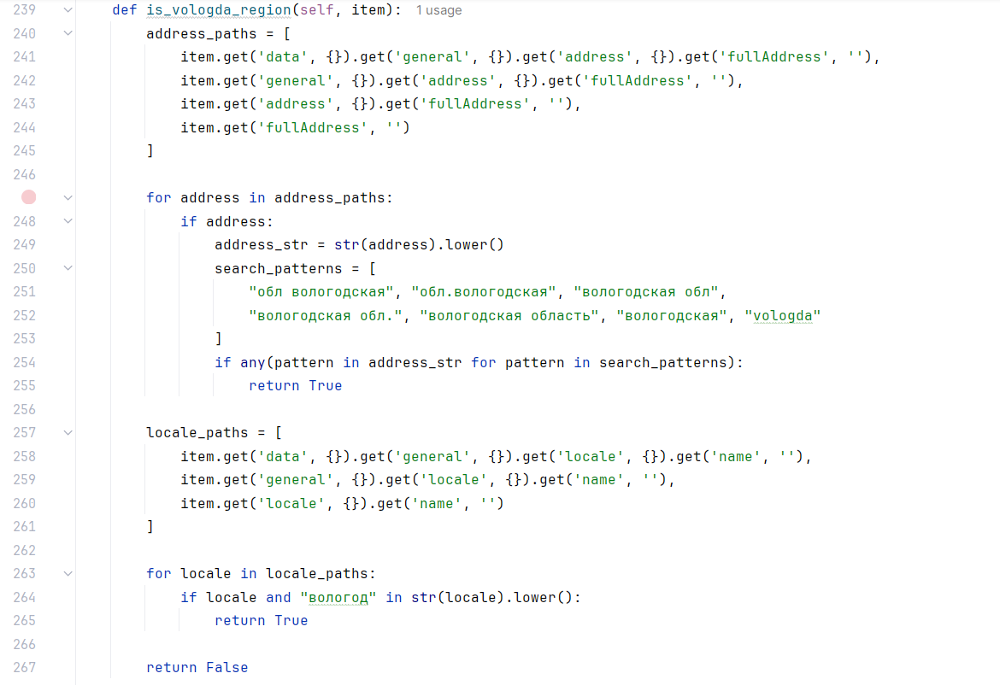 239 def is_vologda_region(self, item): 1 usage
240 address_paths = [
241 item.get('data', {}).get('general', {}).get('address', {}).get('fullAddress', ''),
242 item.get('general', {}).get('address', {}).get('fullAddress', ''),
243 item.get('address', {}).get('fullAddress', ''),
244 item.get('fullAddress', '')
245 ]
246
for address in address_paths:
248 if address:
249 address_str = str(address).lower()
250 search_patterns = [
251 "обл вологодская", "обл.вологодская", "вологодская обл",
252 "вологодская обл.", "вологодская область", "вологодская", "vologda"
253 ]
254 if any(pattern in address_str for pattern in search_patterns):
255 return True
256
257 locale_paths = [
258 item.get('data', {}).get('general', {}).get('locale', {}).get('name', ''),
259 item.get('general', {}).get('locale', {}).get('name', ''),
260 item.get('locale', {}).get('name', '')
261 ]
262
263 for locale in locale_paths:
264 if locale and "вологод" in str(locale).lower():
265 return True
266
267 return False